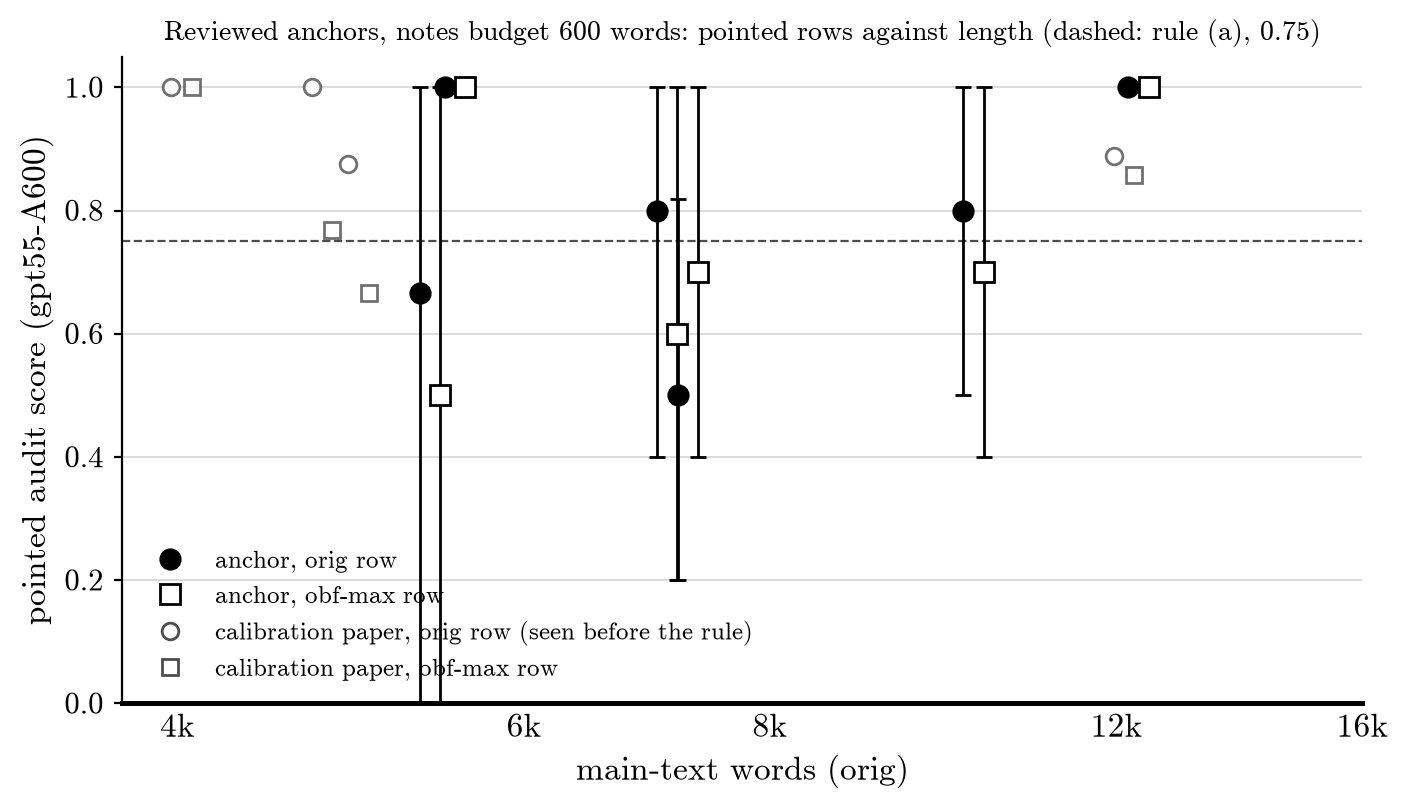 Reviewed anchors, notes budget 600 words: pointed rows against length (dashed: rule (a), 0.75)
pointed audit score (gpt55-A600)
1.0
0.8
0.6
0.4
0.2
0.0
anchor, orig row
anchor, obf-max row
calibration paper, orig row (seen before the rule)
calibration paper, obf-max row
4k 6k 8k 12k 16k
main-text words (orig)